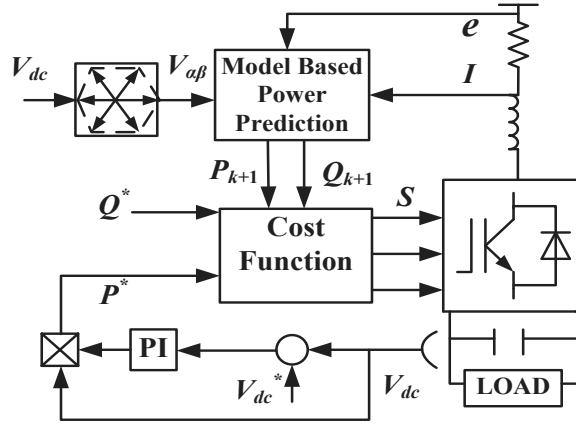 e
V_dc
V_αβ
Model Based
Power
Prediction
I
P_k+1
Q_k+1
Q*
Cost
Function
S
P*
PI
V_dc*
V_dc
LOAD